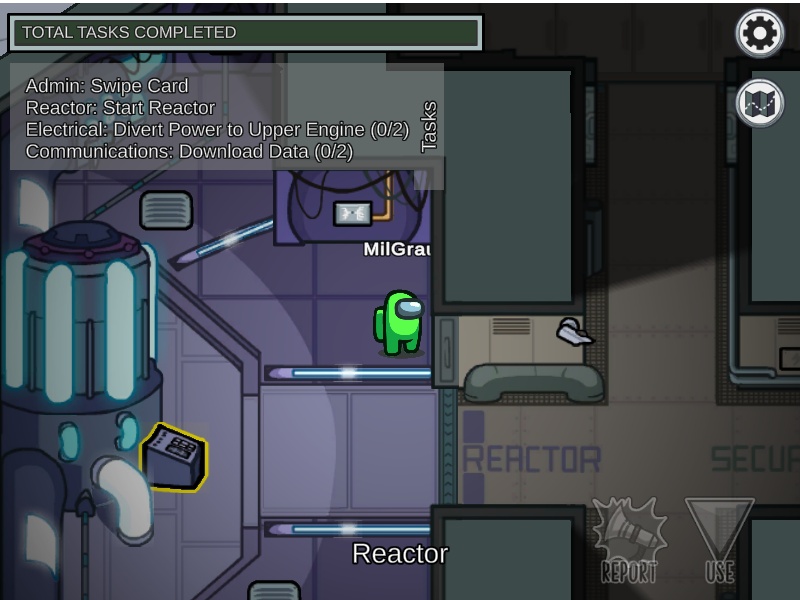 TOTAL TASKS COMPLETED
Admin: Swipe Card
Reactor: Start Reactor
Electrical: Divert Power to Upper Engine (0/2)
Communications: Download Data (0/2)
Tasks
MilGrau
REACTOR
SECU
REPORT
USE
Reactor